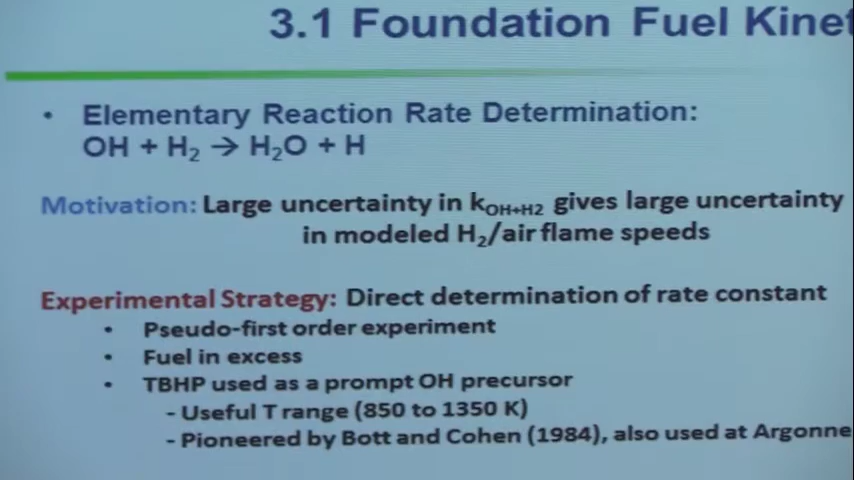 3.1 Foundation Fuel Kinet
• Elementary Reaction Rate Determination:
OH + H₂ → H₂O + H
Motivation: Large uncertainty in kOH+H2 gives large uncertainty
in modeled H₂/air flame speeds
Experimental Strategy: Direct determination of rate constant
• Pseudo-first order experiment
• Fuel in excess
• TBHP used as a prompt OH precursor
- Useful T range (850 to 1350 K)
- Pioneered by Bott and Cohen (1984), also used at Argonne